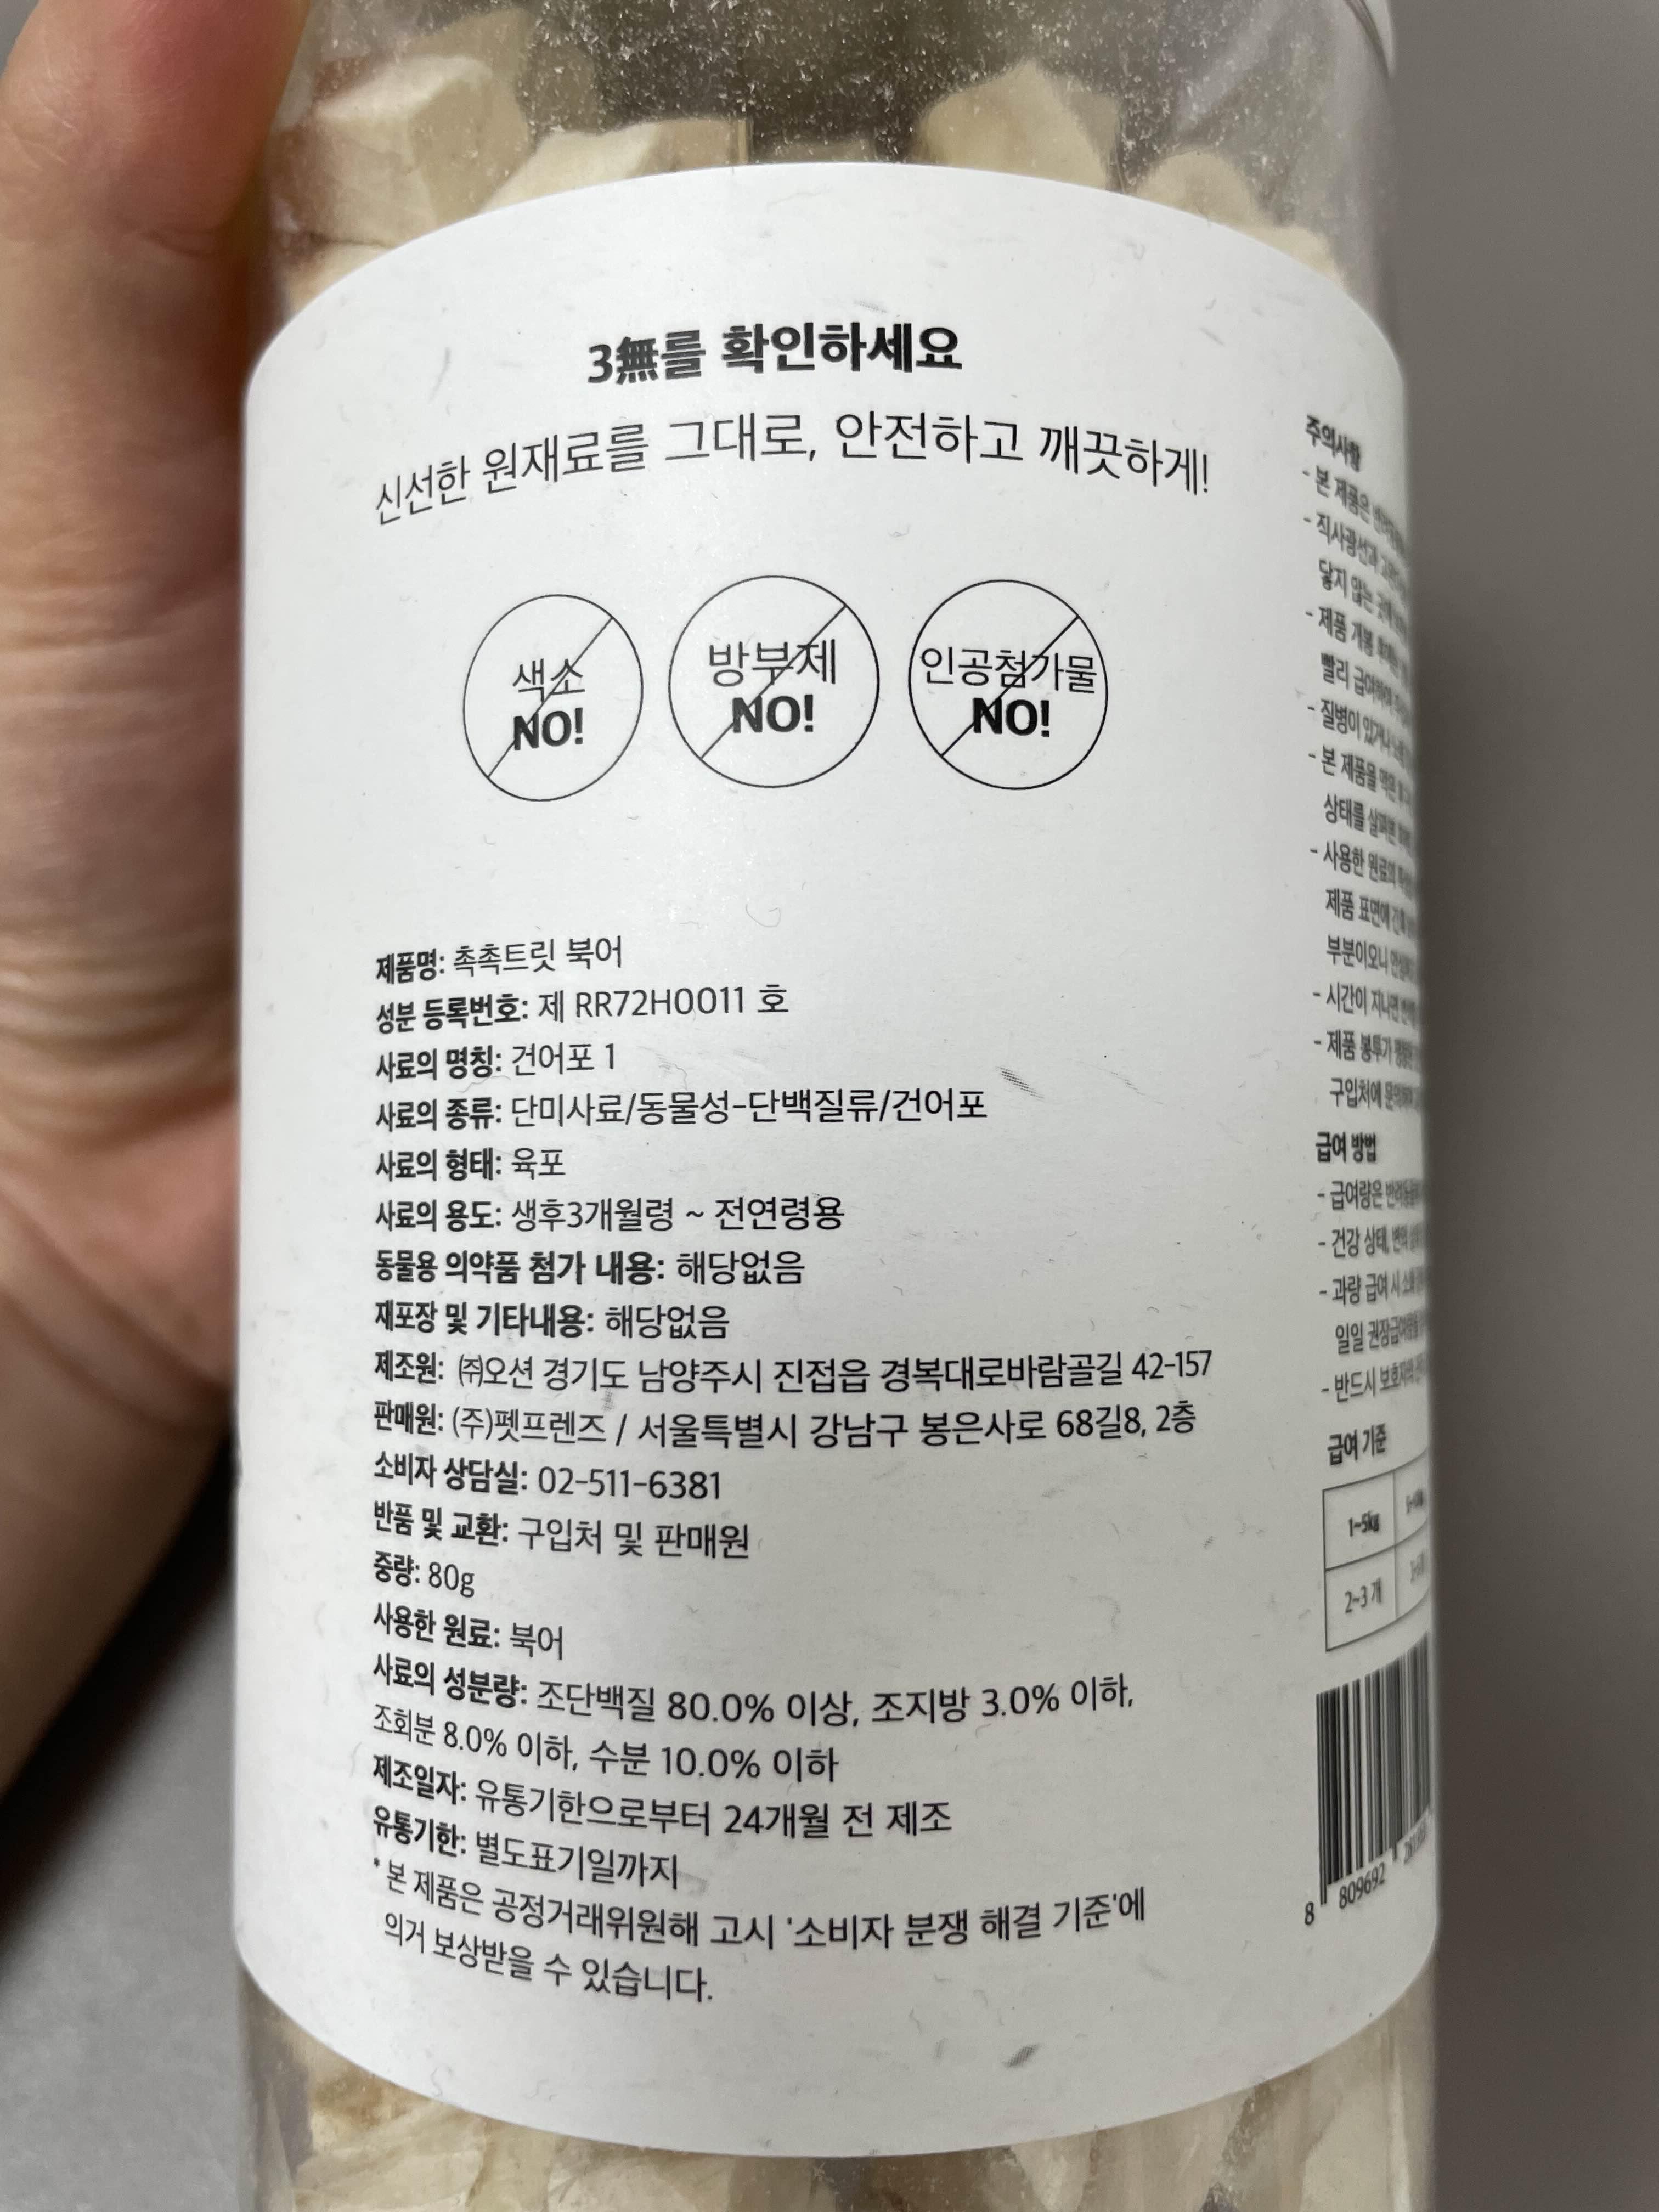 3無를 확인하세요
신선한 원재료를 그대로, 안전하고 깨끗하게!
색소
NO!
방부제
NO!
인공첨가물
NO!
제품명: 촉촉트릿 북어
성분 등록번호: 제 RR72H0011 호
사료의 명칭: 건어포 1
사료의 종류: 단미사료/동물성-단백질류/건어포
사료의 형태: 육포
사료의 용도: 생후3개월령 ~ 전연령용
동물용 의약품 첨가 내용: 해당없음
재포장 및 기타내용: 해당없음
제조원: ㈜오션 경기도 남양주시 진접읍 경복대로바람골길 42-157
판매원: (주)펫프렌즈 / 서울특별시 강남구 봉은사로 68길8, 2층
소비자 상담실: 02-511-6381
반품 및 교환: 구입처 및 판매원
중량: 80g
사용한 원료: 북어
사료의 성분량: 조단백질 80.0% 이상, 조지방 3.0% 이하,
조회분 8.0% 이하, 수분 10.0% 이하
제조일자: 유통기한으로부터 24개월 전 제조
유통기한: 별도표기일까지
* 본 제품은 공정거래위원해 고시 '소비자 분쟁 해결 기준'에
의거 보상받을 수 있습니다.
주의사항
- 본 제품은
- 직사광선과
닿지 않는 곳에
- 제품 개봉
빨리 급여하여
- 질병이 있거나
- 본 제품을 먹은
상태를 살펴본
- 사용한 원료의
제품 표면에
부분이오니
- 시간이 지나면
- 제품 봉투가
구입처에
급여 방법
- 급여량은
- 건강 상태,
- 과량 급여 시
일일 권장급여량을
- 반드시 보호자의
급여 기준
1~5kg
2~3 개
8 809692